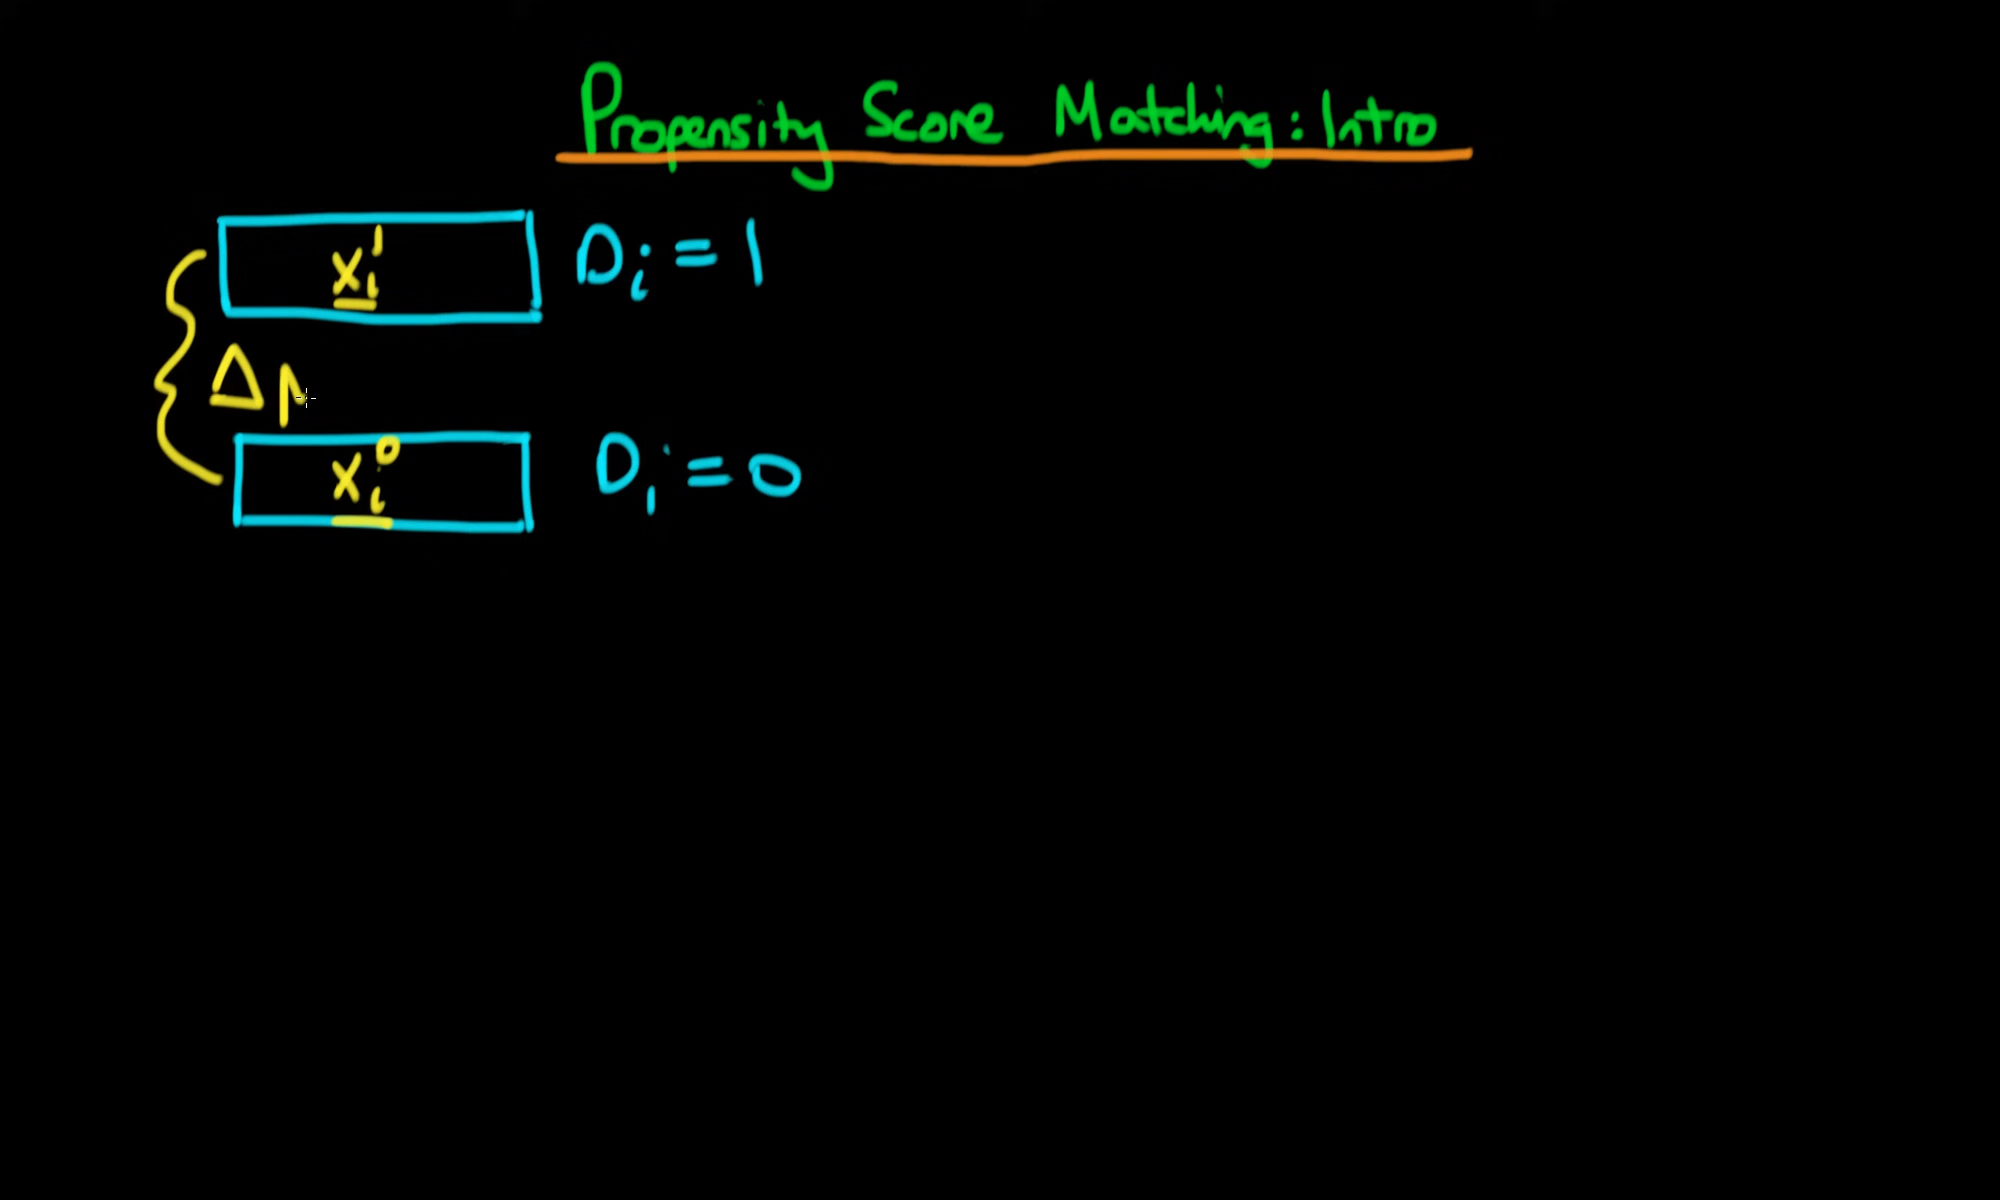 Propensity Score Matching: Intro
x_i^1 D_i = 1
Δ
x_i^0 D_i = 0